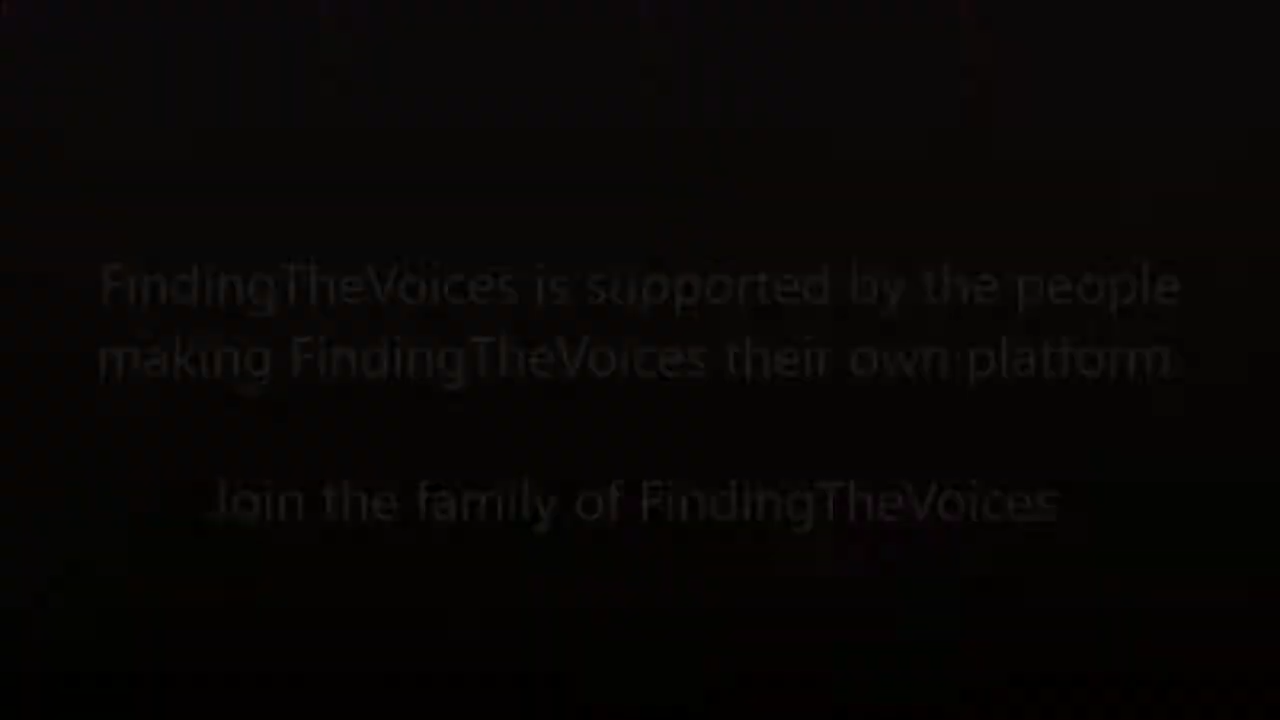 FindingTheVoices is supported by the people
making FindingTheVoices their own platform.
Join the family of FindingTheVoices